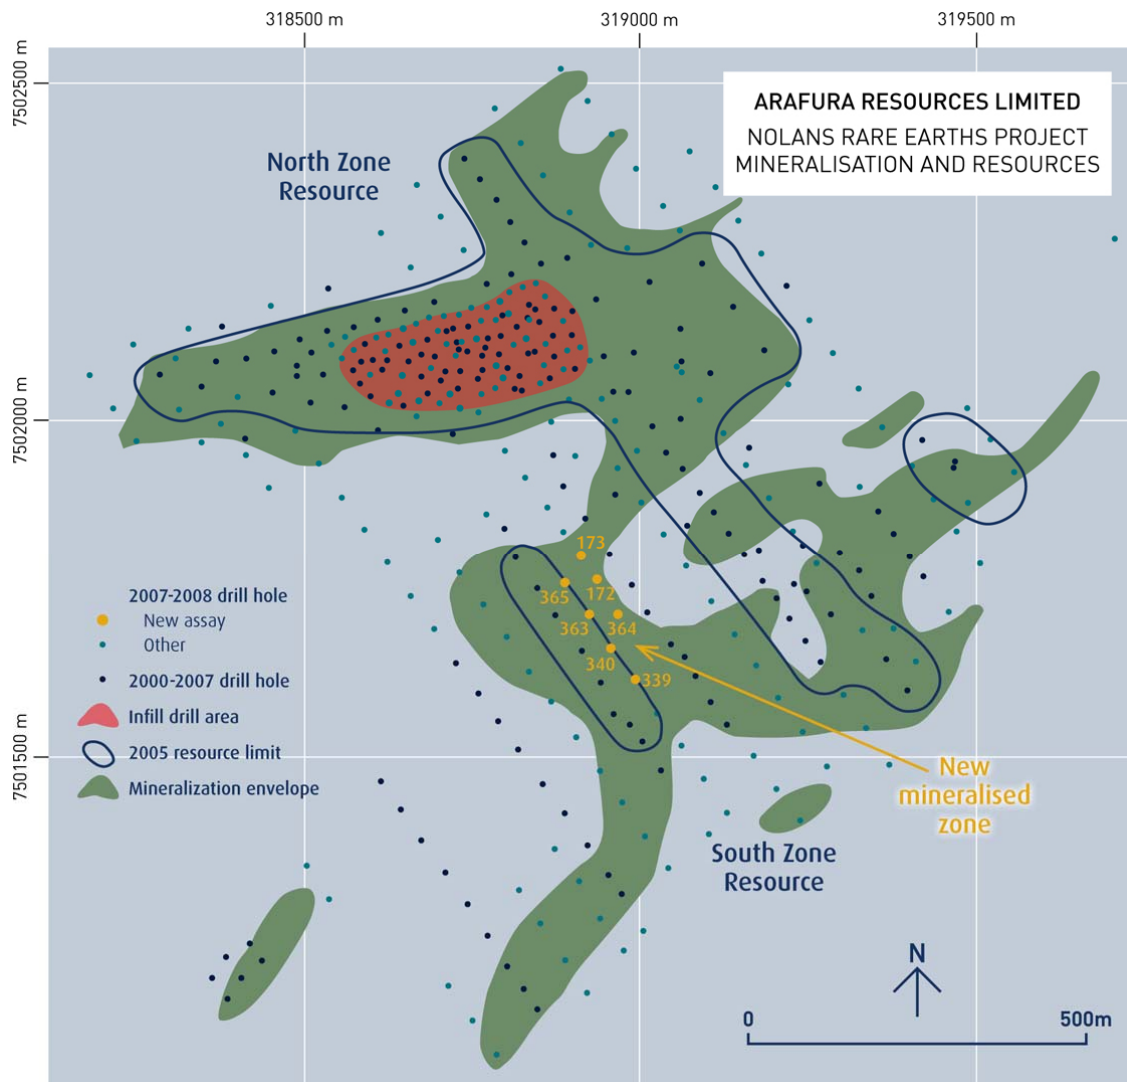 318500 m
319000 m
319500 m
7502500 m
ARAFURA RESOURCES LIMITED
NOLANS RARE EARTHS PROJECT
MINERALISATION AND RESOURCES
North Zone
Resource
7502000 m
173
365
172
363
364
340
339
2007-2008 drill hole
New assay
Other
2000-2007 drill hole
Infill drill area
2005 resource limit
Mineralization envelope
7501500 m
New
mineralised
zone
South Zone
Resource
N
0
500m